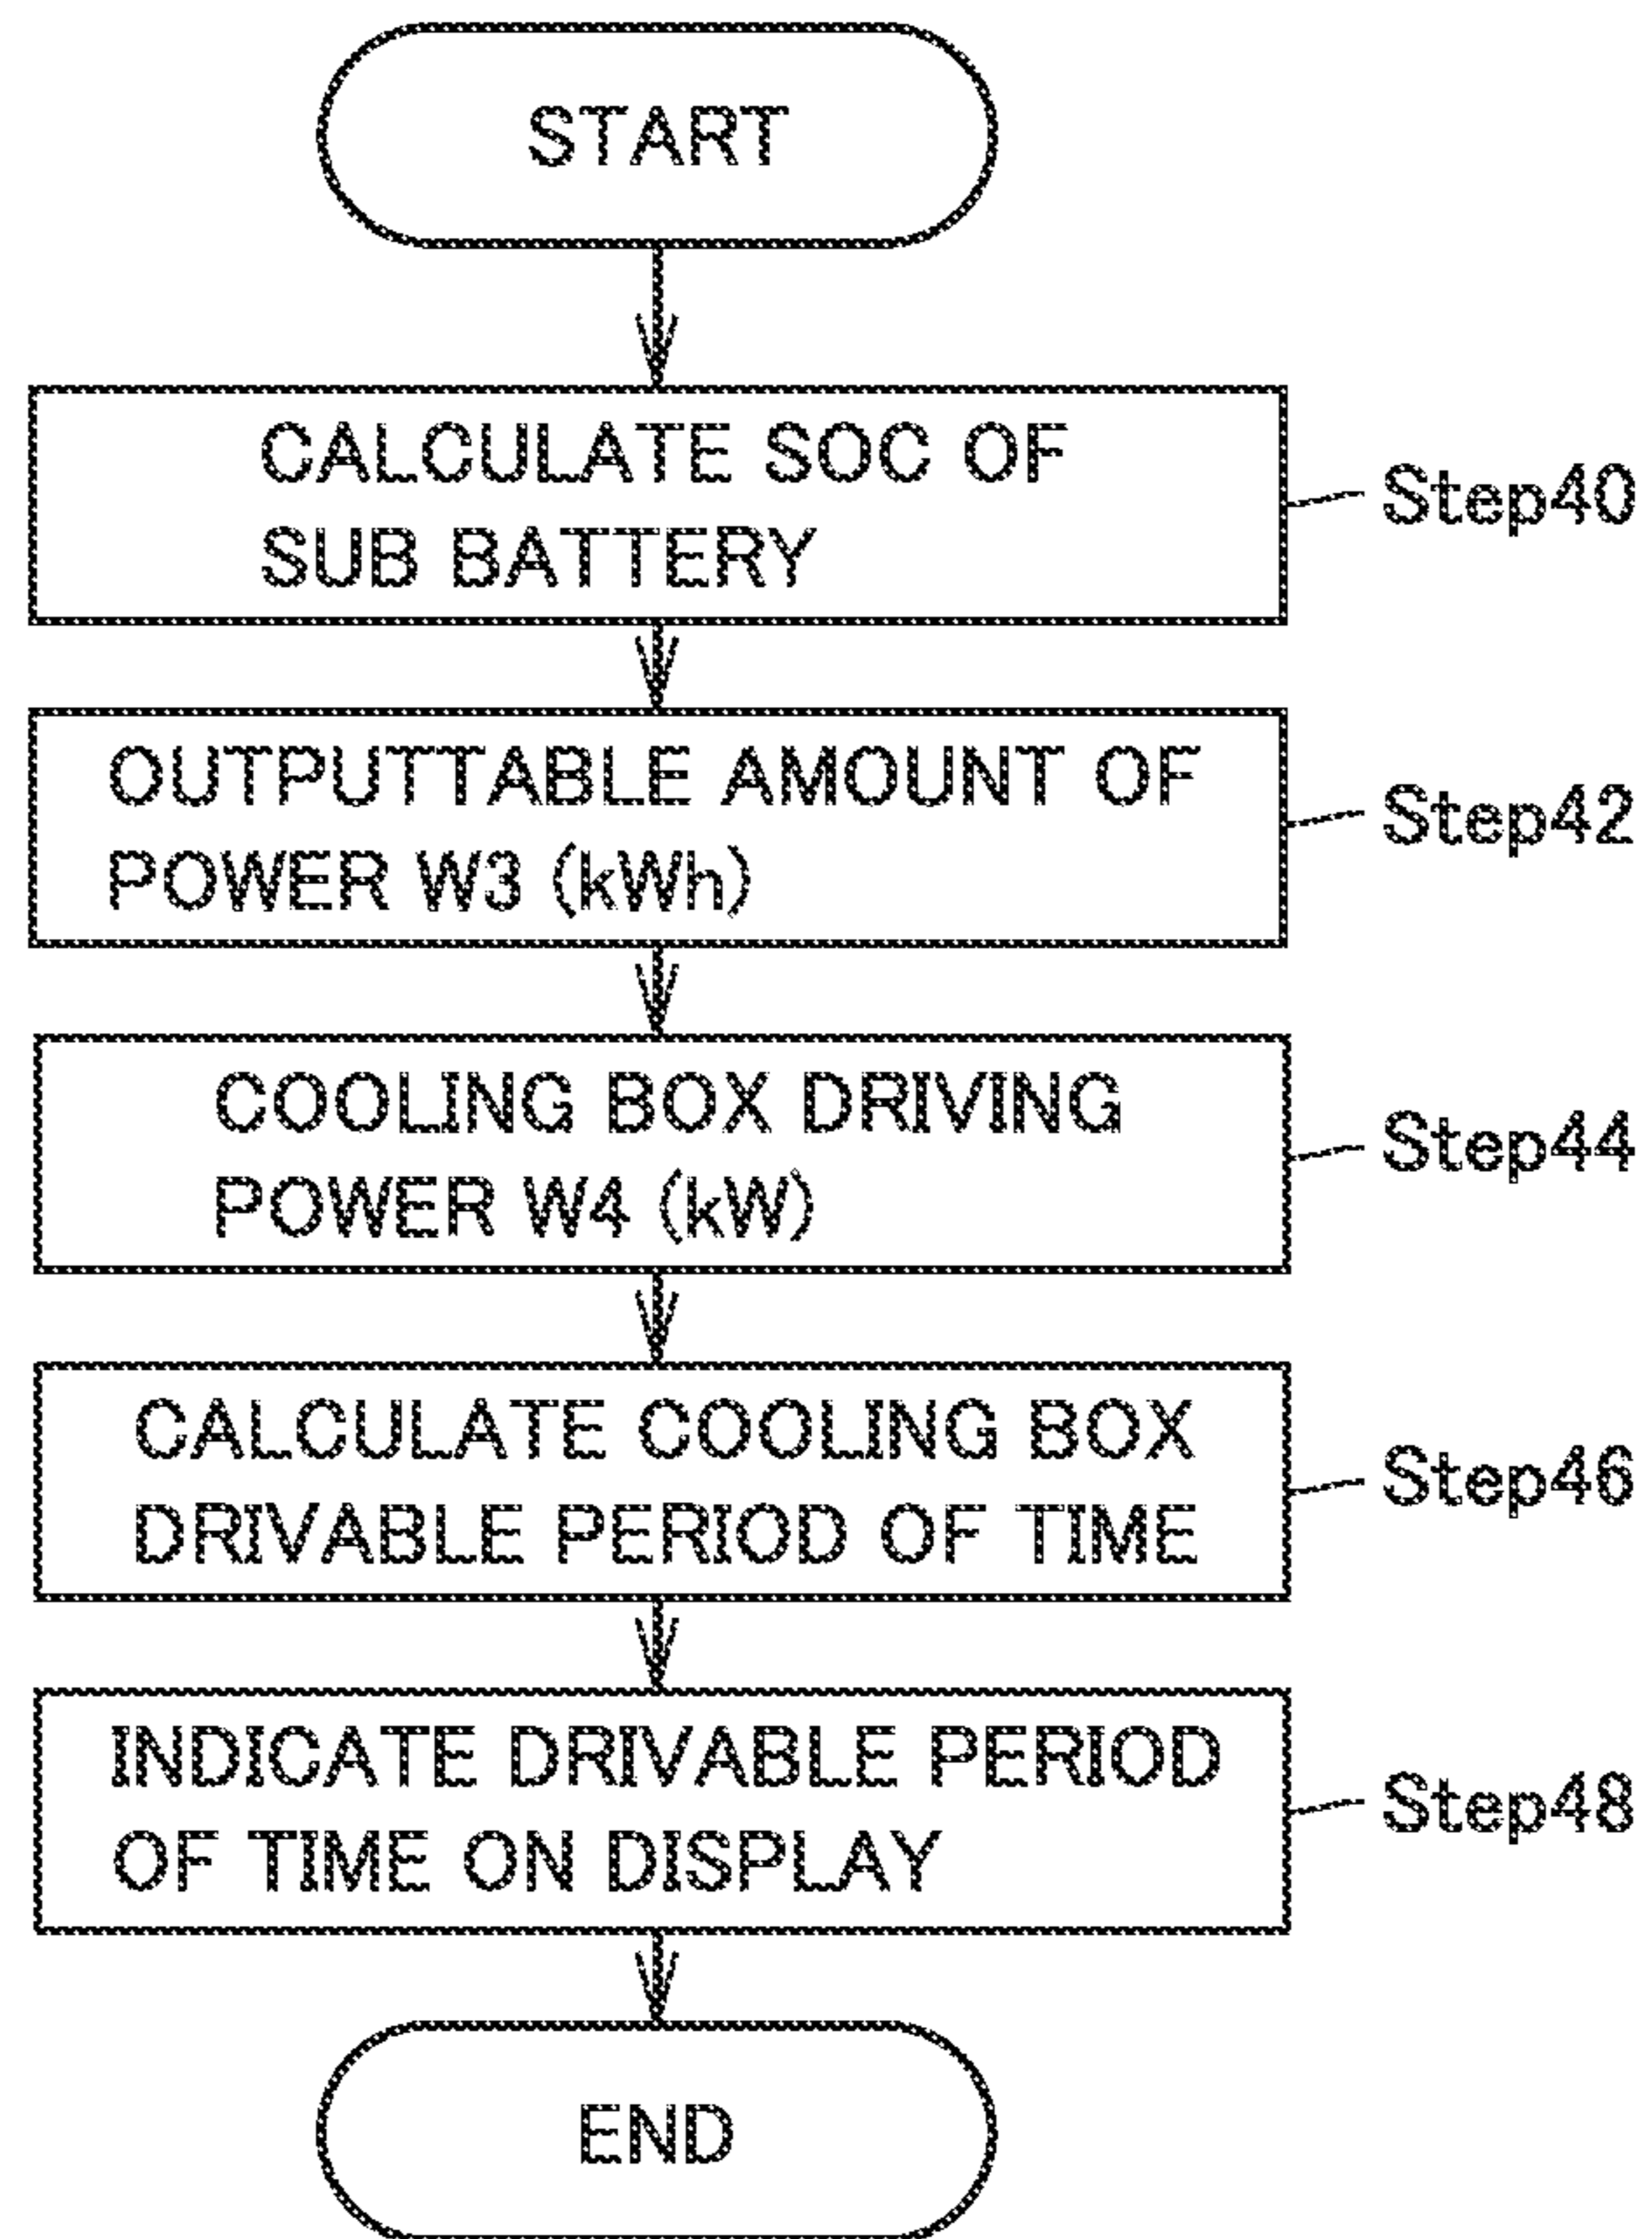 START
CALCULATE SOC OF
SUB BATTERY
Step40
OUTPUTTABLE AMOUNT OF
POWER W3 (kWh)
Step42
COOLING BOX DRIVING
POWER W4 (kW)
Step44
CALCULATE COOLING BOX
DRIVABLE PERIOD OF TIME
Step46
INDICATE DRIVABLE PERIOD
OF TIME ON DISPLAY
Step48
END